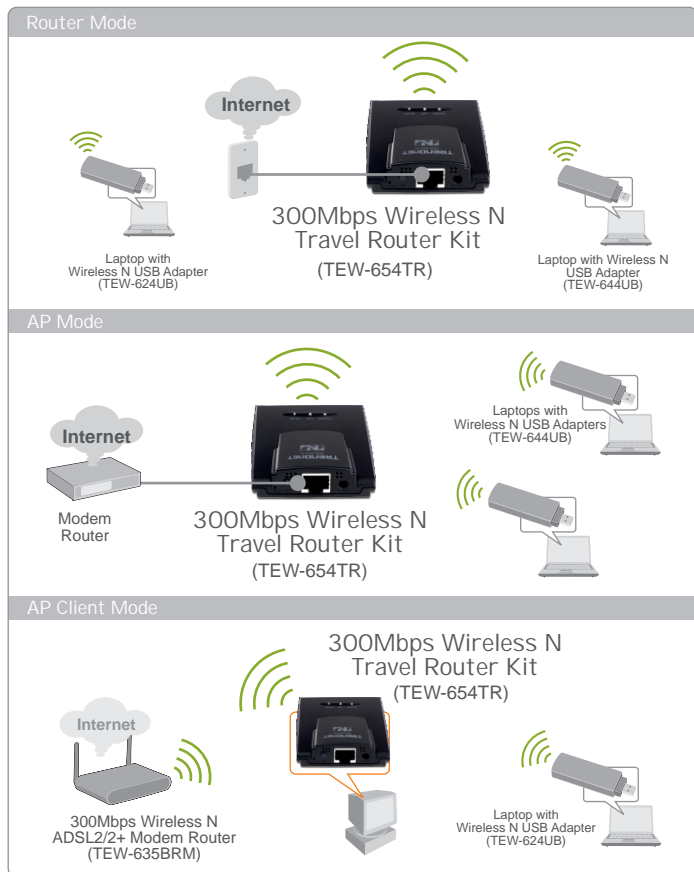 Router Mode
Internet
TRENDNET
300Mbps Wireless N
Travel Router Kit
(TEW-654TR)
Laptop with
Wireless N USB Adapter
(TEW-624UB)
Laptop with Wireless N
USB Adapter
(TEW-644UB)
AP Mode
Internet
TRENDNET
Modem
Router
300Mbps Wireless N
Travel Router Kit
(TEW-654TR)
Laptops with
Wireless N USB Adapters
(TEW-644UB)
AP Client Mode
300Mbps Wireless N
Travel Router Kit
(TEW-654TR)
Internet
TRENDNET
300Mbps Wireless N
ADSL2/2+ Modem Router
(TEW-635BRM)
Laptop with
Wireless N USB Adapter
(TEW-624UB)